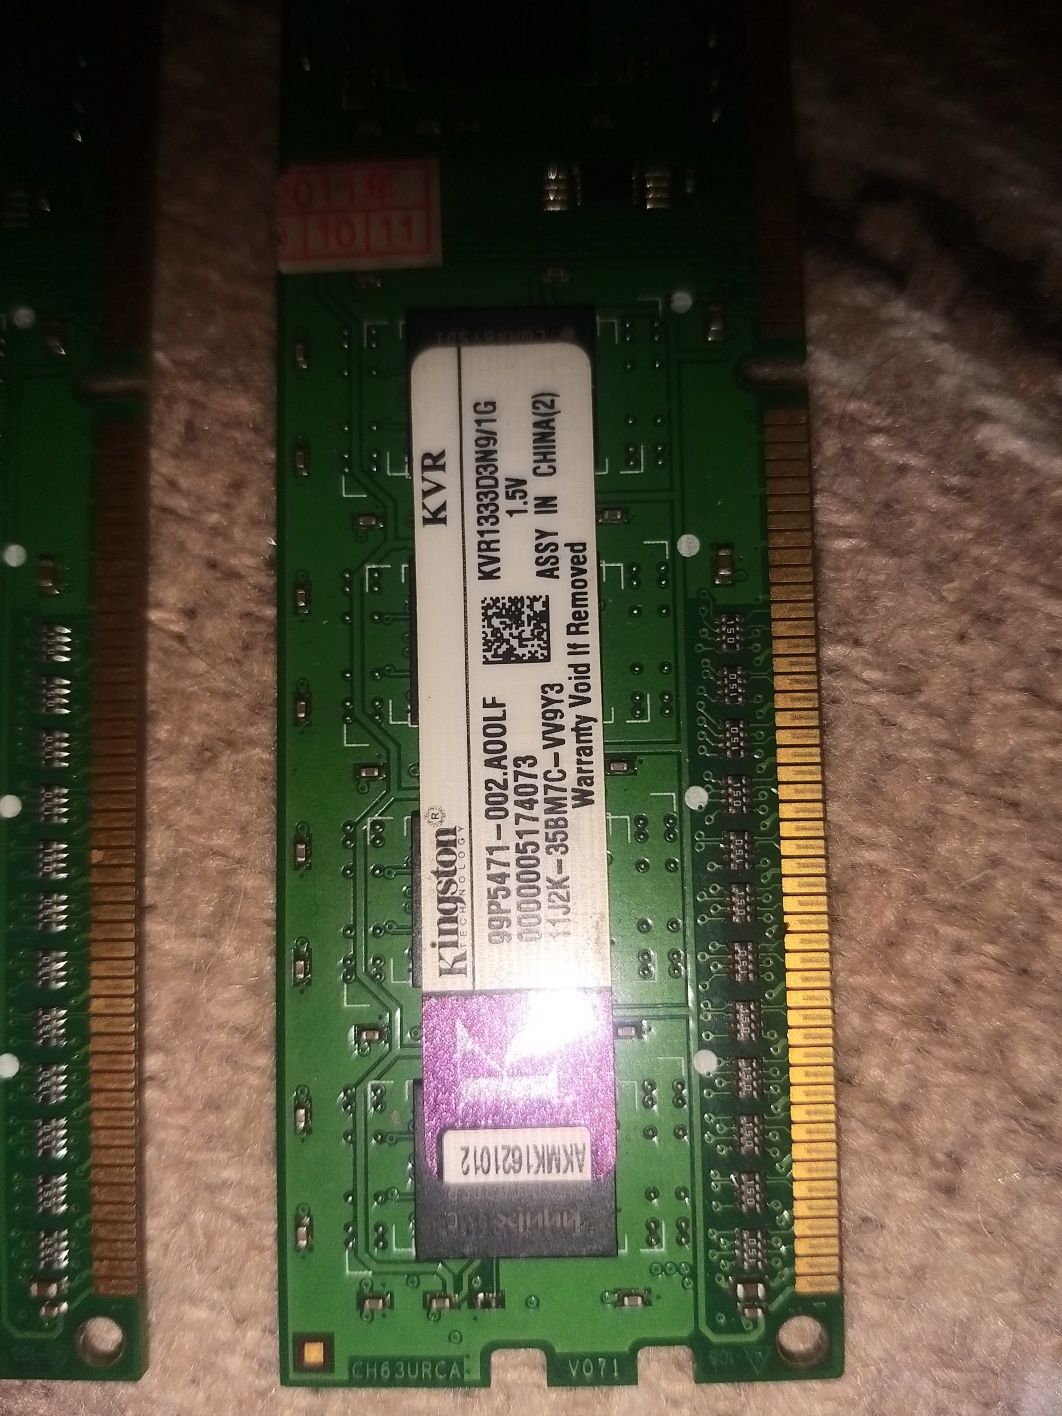 2011年
10 11
KVR
KVR1333D3N9/1G
1.5V
ASSY IN CHINA(2)
Warranty Void If Removed
Kingston®
TECHNOLOGY
99P5471-002.A00LF
0000005174073
11J2K-35BM7C-VV9Y3
K
AKMK1621012
CH63URCA
V071